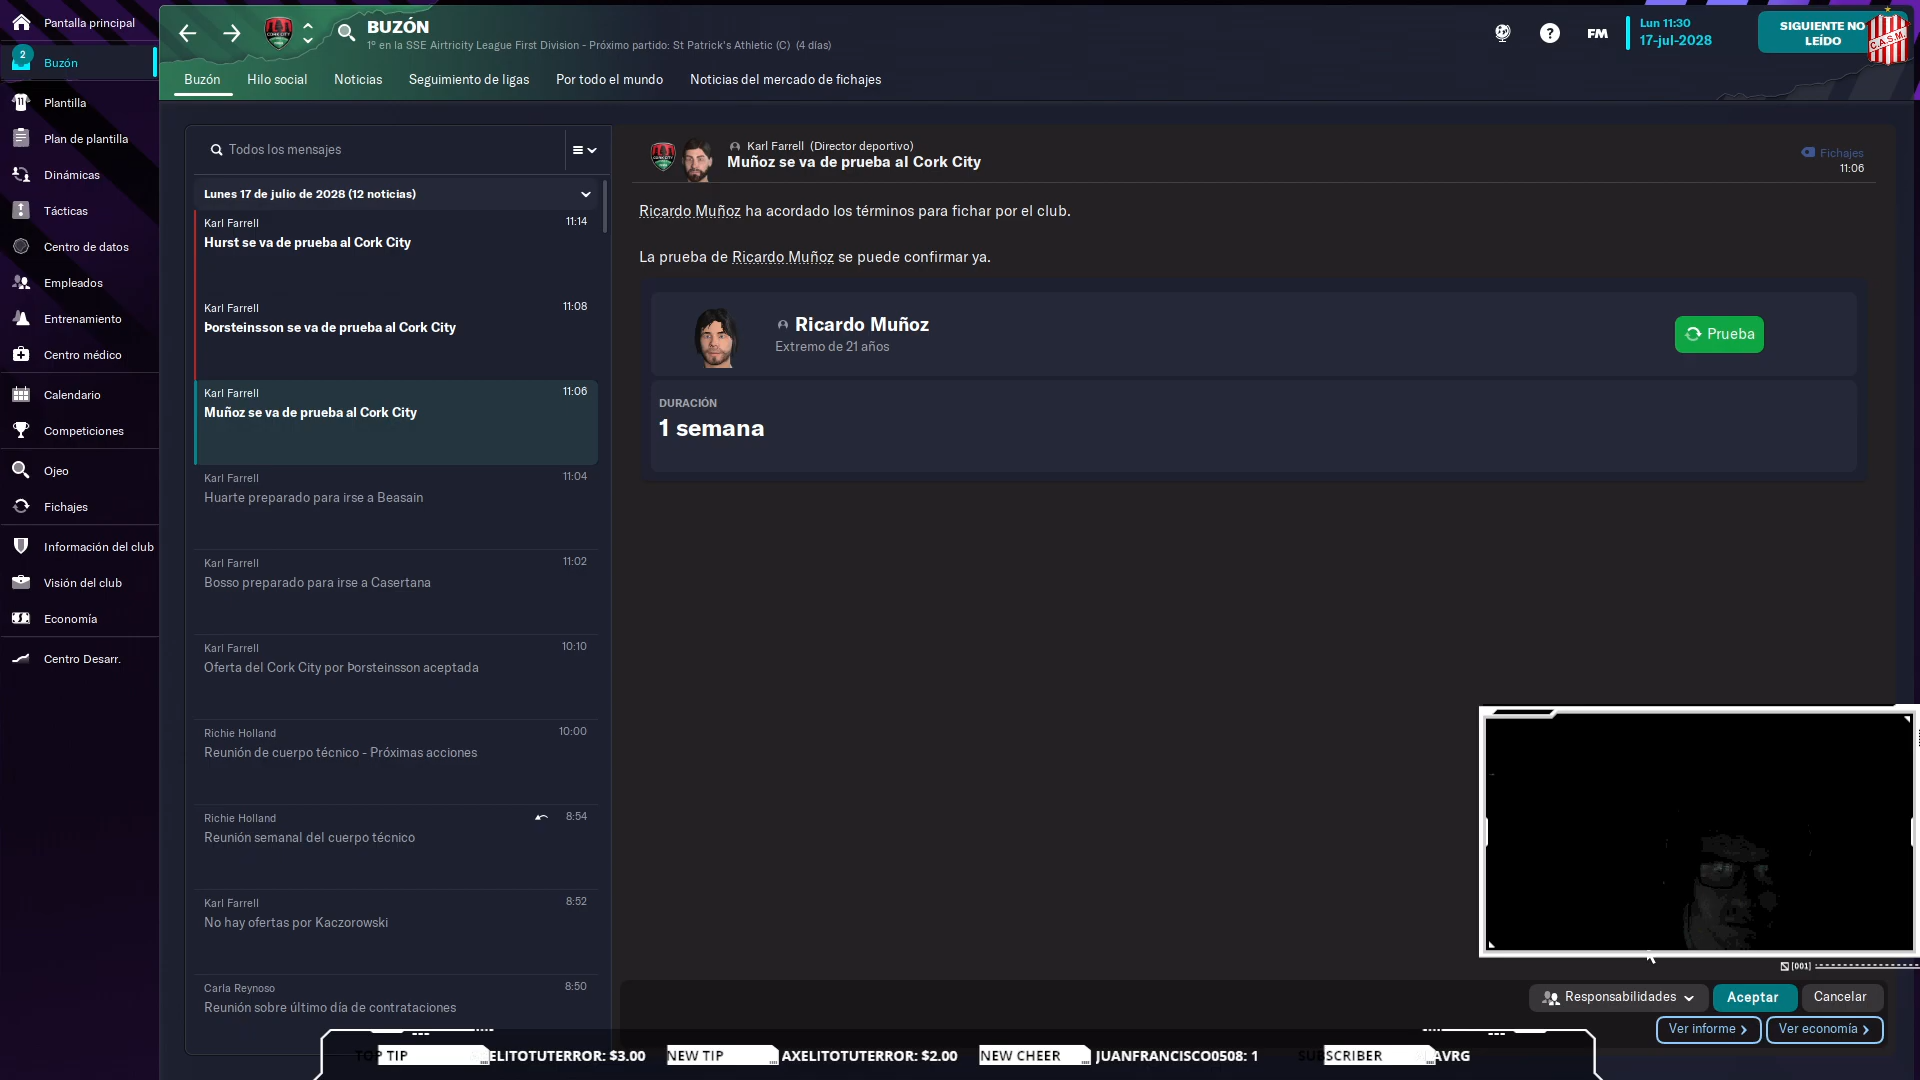 Pantalla principal
2
Buzón
Plantilla
Plan de plantilla
Dinámicas
Tácticas
Centro de datos
Empleados
Entrenamiento
Centro médico
Calendario
Competiciones
Ojeo
Fichajes
Información del club
Visión del club
Economía
Centro Desarr.
BUZÓN
1º en la SSE Airtricity League First Division - Próximo partido: St Patrick's Athletic (C) (4 días)
FM
Lun 11:30
17-jul-2028
SIGUIENTE NO
LEÍDO
C.A.S.M.
Buzón
Hilo social
Noticias
Seguimiento de ligas
Por todo el mundo
Noticias del mercado de fichajes
Todos los mensajes
Lunes 17 de julio de 2028 (12 noticias)
Karl Farrell 11:14
Hurst se va de prueba al Cork City
Karl Farrell 11:08
Þorsteinsson se va de prueba al Cork City
Karl Farrell 11:06
Muñoz se va de prueba al Cork City
Karl Farrell 11:04
Huarte preparado para irse a Beasain
Karl Farrell 11:02
Bosso preparado para irse a Casertana
Karl Farrell 10:10
Oferta del Cork City por Þorsteinsson aceptada
Richie Holland 10:00
Reunión de cuerpo técnico - Próximas acciones
Richie Holland 8:54
Reunión semanal del cuerpo técnico
Karl Farrell 8:52
No hay ofertas por Kaczorowski
Carla Reynoso 8:50
Reunión sobre último día de contrataciones
Karl Farrell (Director deportivo)
Muñoz se va de prueba al Cork City
Fichajes
11:06
Ricardo Muñoz ha acordado los términos para fichar por el club.
La prueba de Ricardo Muñoz se puede confirmar ya.
Ricardo Muñoz
Extremo de 21 años
Prueba
DURACIÓN
1 semana
[001]
Responsabilidades
Aceptar
Cancelar
Ver informe
Ver economía
TOP TIP
ELITOTUTERROR: $3.00
NEW TIP
AXELITOTUTERROR: $2.00
NEW CHEER
JUANFRANCISCO0508: 1
SUBSCRIBER
AVRG